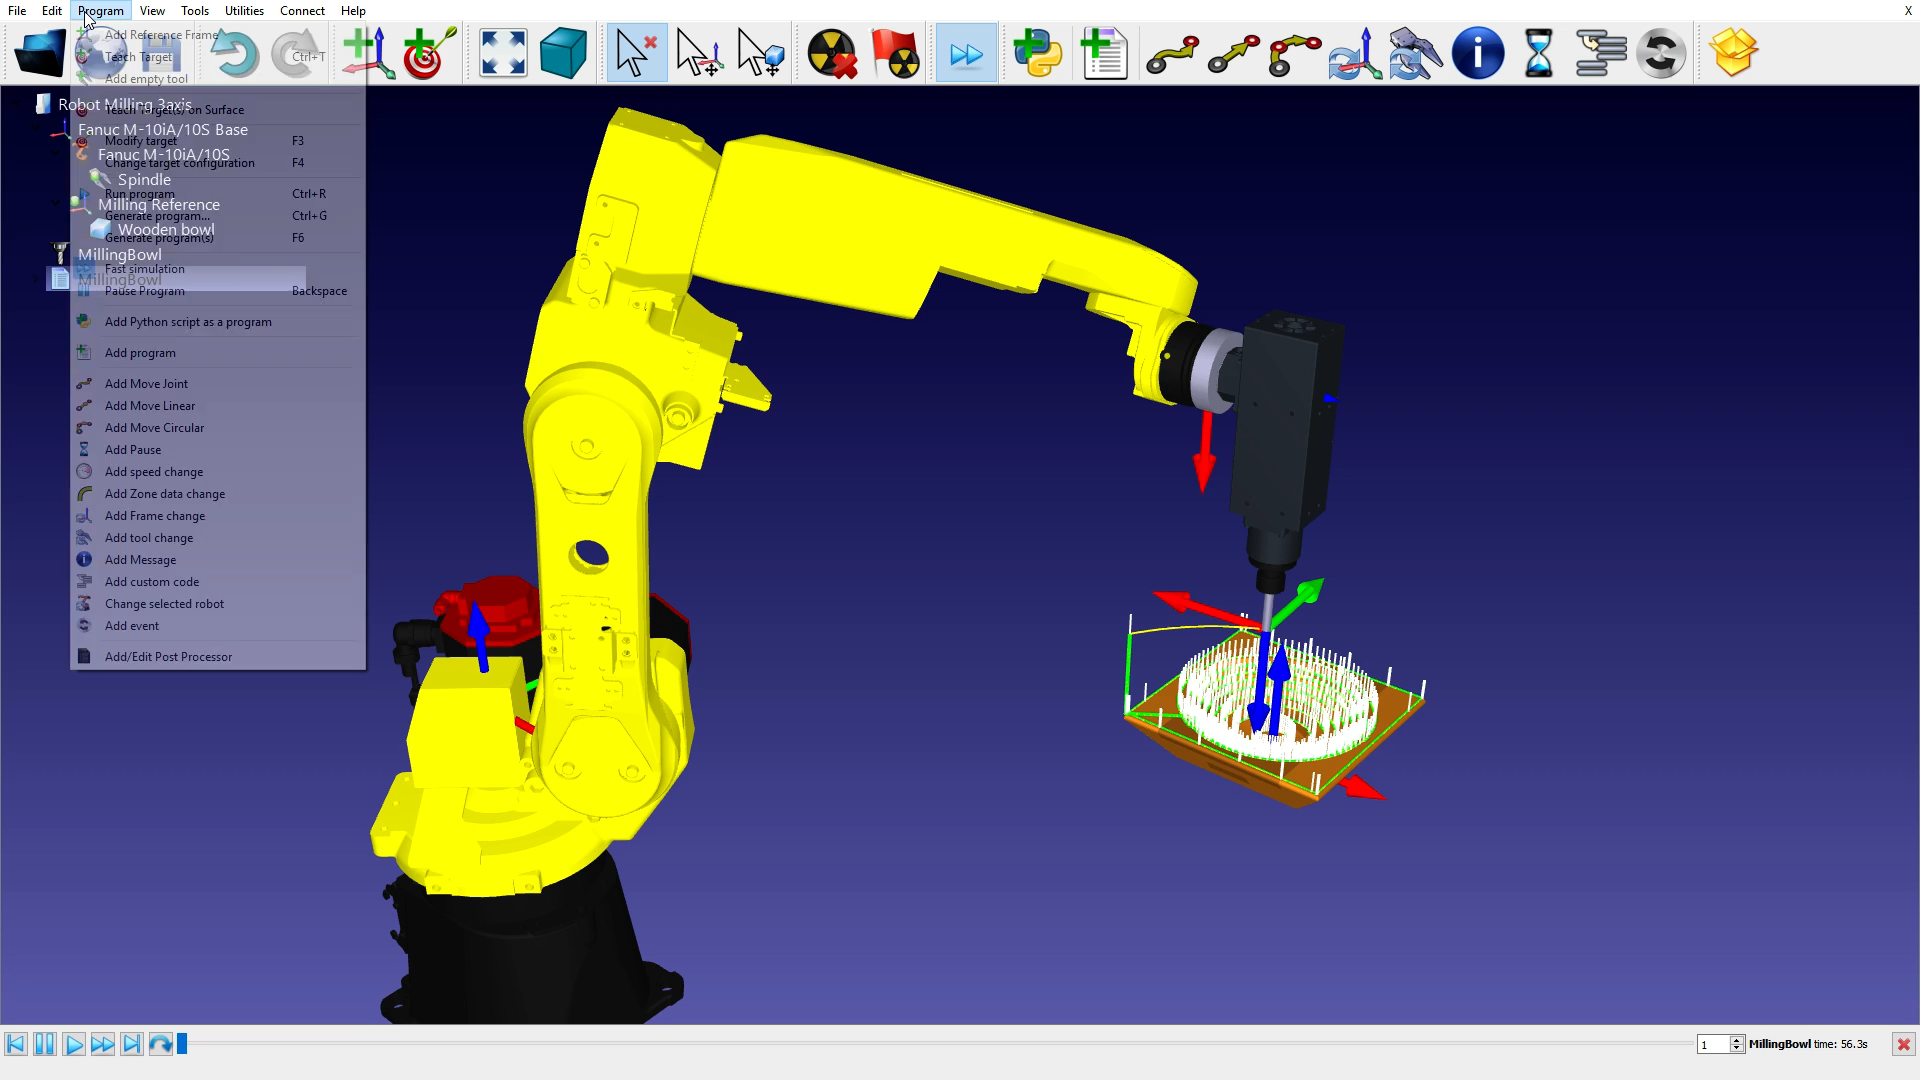 File Edit Program View Tools Utilities Connect Help X
Add Reference Frame
Teach Target Ctrl+T
Add empty tool
Robot Milling 3axis
Teach Target(s) on Surface
Fanuc M-10iA/10S Base
Modify target F3
Fanuc M-10iA/10S
Change target configuration F4
Spindle
Run program Ctrl+R
Milling Reference
Generate program... Ctrl+G
Wooden bowl
Generate program(s) F6
MillingBowl
Fast simulation
MillingBowl
Pause Program Backspace
Add Python script as a program
Add program
Add Move Joint
Add Move Linear
Add Move Circular
Add Pause
Add speed change
Add Zone data change
Add Frame change
Add tool change
Add Message
Add custom code
Change selected robot
Add event
Add/Edit Post Processor
1 MillingBowl time: 56.3s